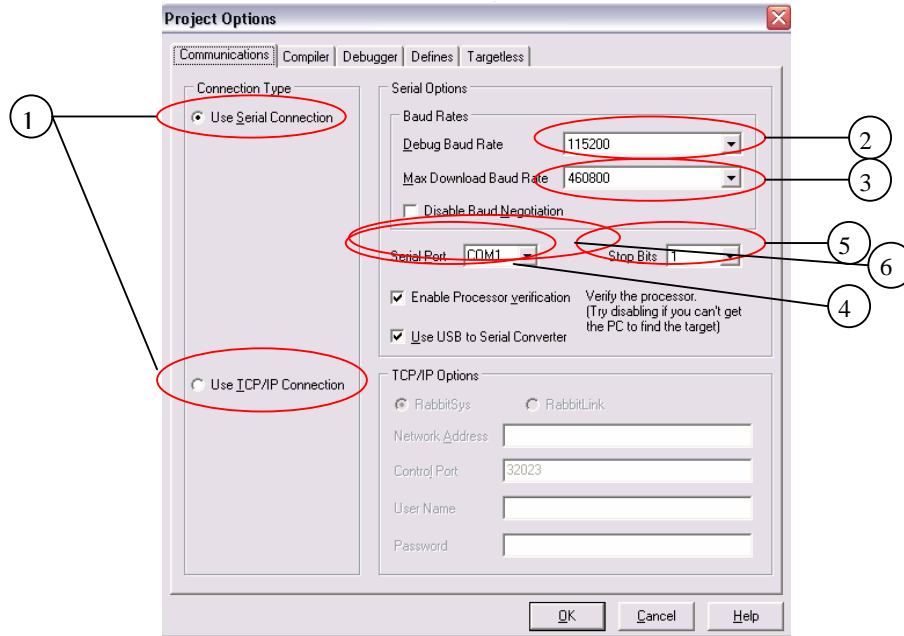 Project Options
Communications Compiler Debugger Defines Targetless
Connection Type
Use Serial Connection
Use TCP/IP Connection
Serial Options
Baud Rates
Debug Baud Rate 115200
Max Download Baud Rate 460800
Disable Baud Negotiation
Serial Port COM1 Stop Bits 1
Enable Processor verification
Verify the processor.
(Try disabling if you can't get
the PC to find the target)
Use USB to Serial Converter
TCP/IP Options
RabbitSys RabbitLink
Network Address
Control Port 32023
User Name
Password
OK Cancel Help
1
2
3
5
6
4